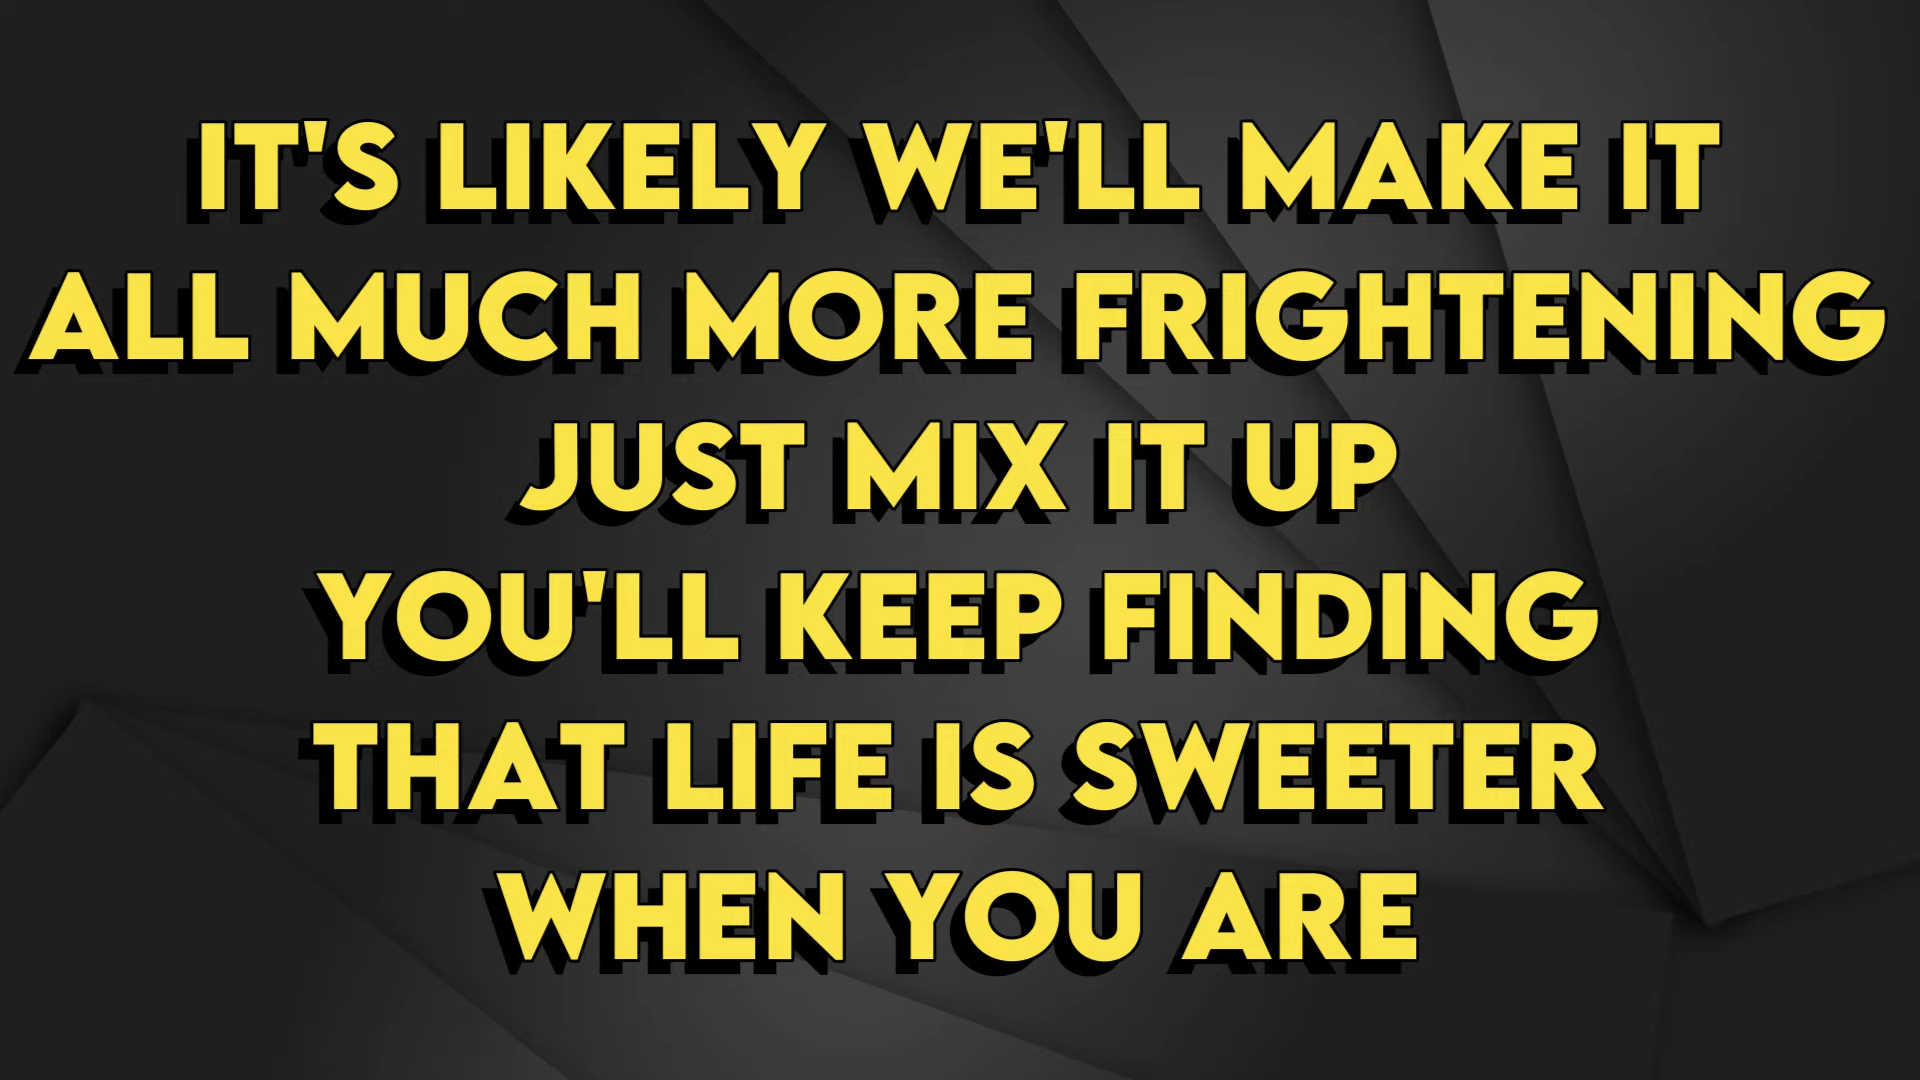 IT'S LIKELY WE'LL MAKE IT
ALL MUCH MORE FRIGHTENING
JUST MIX IT UP
YOU'LL KEEP FINDING
THAT LIFE IS SWEETER
WHEN YOU ARE